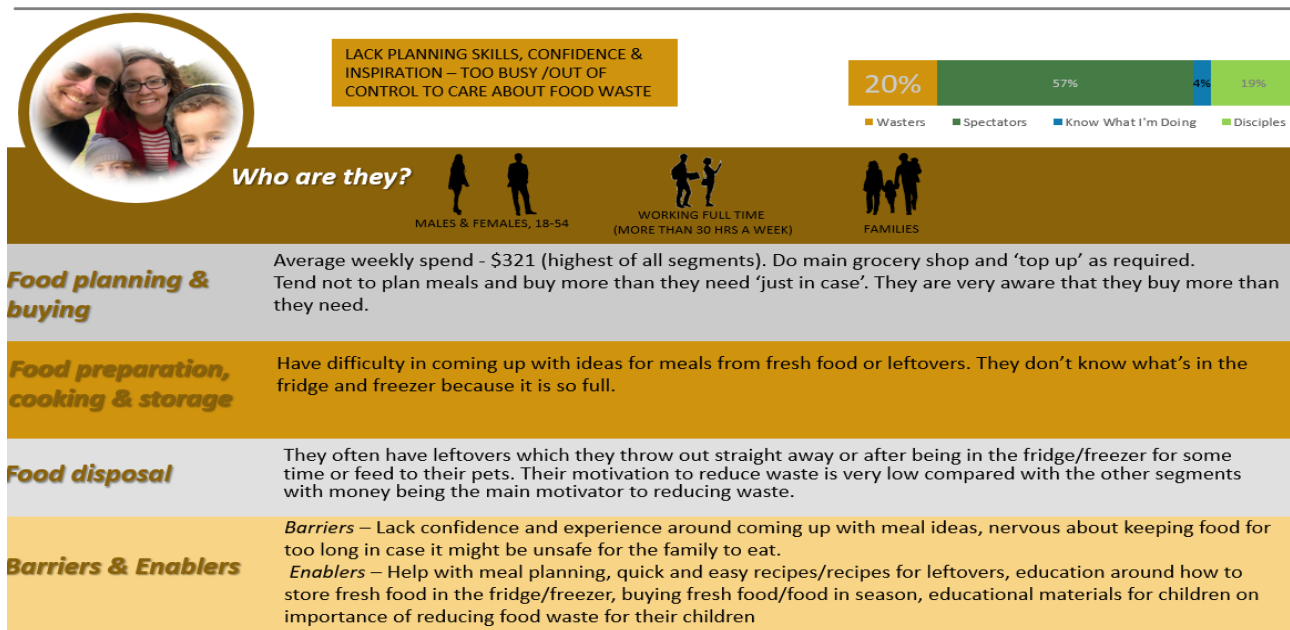 LACK PLANNING SKILLS, CONFIDENCE &
INSPIRATION – TOO BUSY /OUT OF
CONTROL TO CARE ABOUT FOOD WASTE
20%
57%
4%
19%
Wasters
Spectators
Know What I'm Doing
Disciples
Who are they?
MALES & FEMALES, 18-54
WORKING FULL TIME
(MORE THAN 30 HRS A WEEK)
FAMILIES
Food planning &
buying
Average weekly spend - $321 (highest of all segments). Do main grocery shop and ‘top up’ as required.
Tend not to plan meals and buy more than they need ‘just in case’. They are very aware that they buy more than
they need.
Food preparation,
cooking & storage
Have difficulty in coming up with ideas for meals from fresh food or leftovers. They don’t know what’s in the
fridge and freezer because it is so full.
Food disposal
They often have leftovers which they throw out straight away or after being in the fridge/freezer for some
time or feed to their pets. Their motivation to reduce waste is very low compared with the other segments
with money being the main motivator to reducing waste.
Barriers & Enablers
Barriers – Lack confidence and experience around coming up with meal ideas, nervous about keeping food for
too long in case it might be unsafe for the family to eat.
Enablers – Help with meal planning, quick and easy recipes/recipes for leftovers, education around how to
store fresh food in the fridge/freezer, buying fresh food/food in season, educational materials for children on
importance of reducing food waste for their children